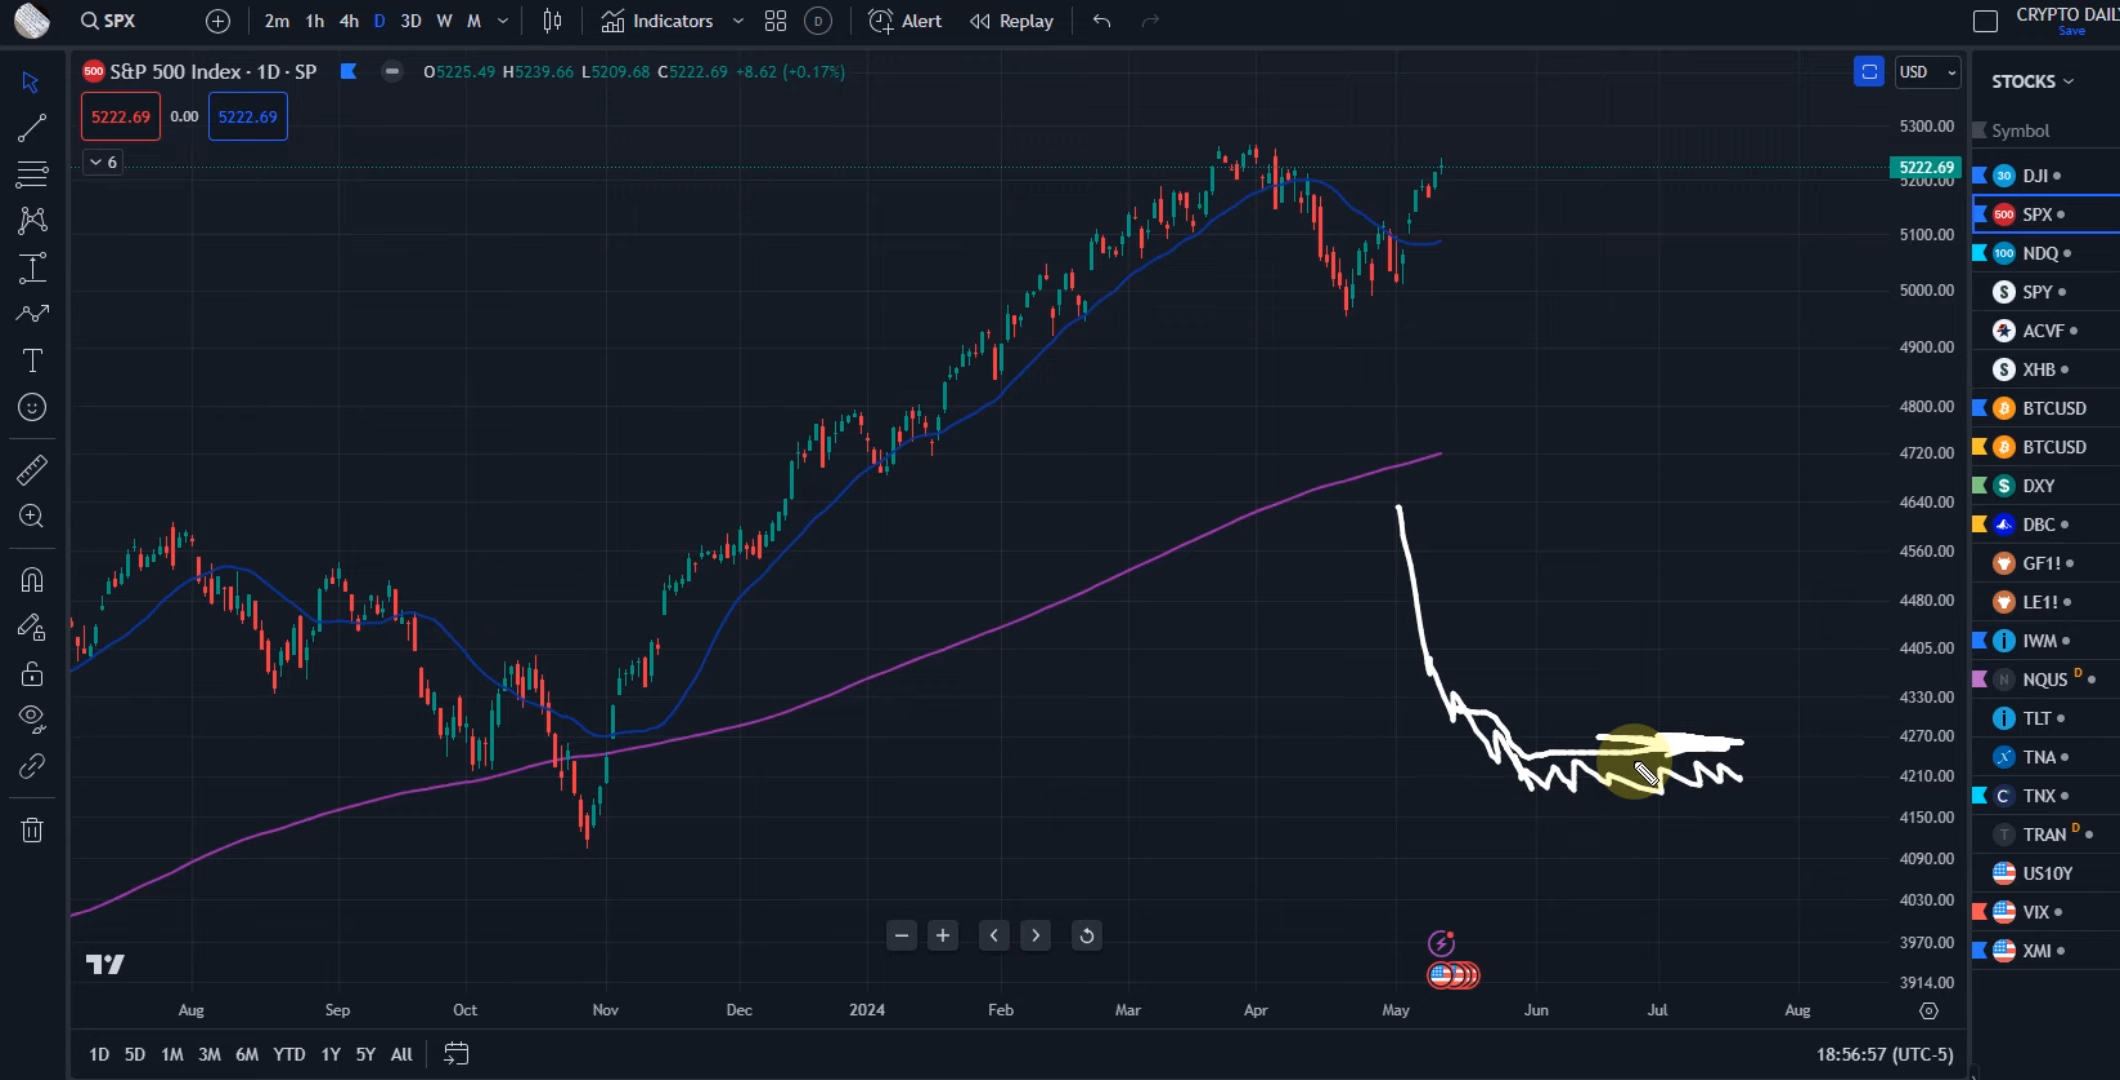 SPX 2m 1h 4h D 3D W M Indicators D Alert Replay CRYPTO DAIL
Save
500 S&P 500 Index · 1D · SP O5225.49 H5239.66 L5209.68 C5222.69 +8.62 (+0.17%) USD
5222.69 0.00 5222.69
6
5300.00
5222.69
5200.00
5100.00
5000.00
4900.00
4800.00
4720.00
4640.00
4560.00
4480.00
4405.00
4330.00
4270.00
4210.00
4150.00
4090.00
4030.00
3970.00
3914.00
STOCKS
Symbol
30 DJI
500 SPX
100 NDQ
S SPY
ACVF
XHB
BTCUSD
BTCUSD
DXY
DBC
GF1!
LE1!
IWM
N NQUS D
TLT
TNA
C TNX
T TRAN D
US10Y
VIX
XMI
Aug Sep Oct Nov Dec 2024 Feb Mar Apr May Jun Jul Aug
1D 5D 1M 3M 6M YTD 1Y 5Y All 18:56:57 (UTC-5)